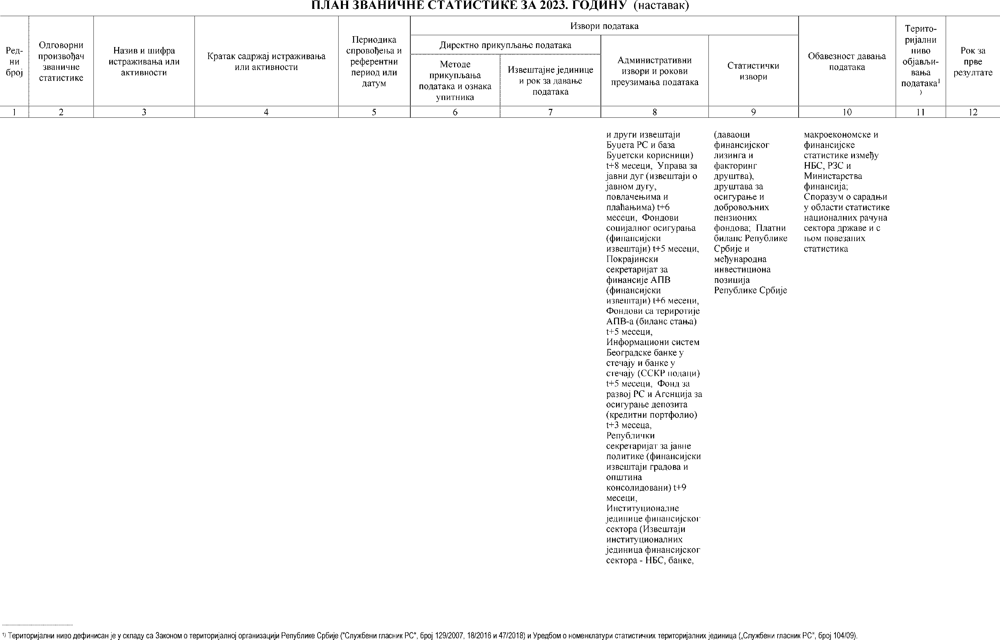 ПЛАН ЗВАНИЧНЕ СТАТИСТИКЕ ЗА 2023. ГОДИНУ (наставак)
Ред-
ни
број
Одговорни
произвођач
званичне
статистике
Назив и шифра
истраживања или
активности
Кратак садржај истраживања
или активности
Периодика
спровођења и
референтни
период или
датум
Извори података
Директно прикупљање података
Методе
прикупљања
података и ознака
упитника
Извештајне јединице
и рок за давање
података
Административни
извори и рокови
преузимања података
Статистички
извори
Обавезност давања
података
Терито-
ријални
ниво
објављи-
вања
података1
)
Рок за
прве
резултате
1 2 3 4 5 6 7 8 9 10 11 12
и други извештаји
Буџета РС и база
Буџетски корисници)
t+8 месеци, Управа за
јавни дуг (извештаји о
јавном дугу,
повлачењима и
плаћањима) t+6
месеци, Фондови
социјалног осигурања
(финансијски
извештаји) t+5 месеци,
Покрајински
секретаријат за
финансије АПВ
(финансијски
извештаји) t+6 месеци,
Фондови са териротије
АПВ-а (биланс стања)
t+5 месеци,
Информациони систем
Београдске банке у
стечају и банке у
стечају (ССКР подаци)
t+5 месеци, Фонд за
развој РС и Агенција за
осигурање депозита
(кредитни портфолио)
t+3 месеца,
Републички
секретаријат за јавне
политике (финансијски
извештаји градова и
општина
консолидовани) t+9
месеци,
Институционалне
јединице финансијског
сектора (Извештаји
институционалних
јединица финансијског
сектора - НБС, банке,
(даваоци
финансијског
лизинга и
факторинг
друштва),
друштава за
осигурање и
добровољних
пензионих
фондова; Платни
биланс Републике
Србије и
међународна
инвестициона
позиција
Републике Србије
макроекономске и
финансијске
статистике између
НБС, РЗС и
Министарства
финансија;
Споразум о сарадњи
у области статистике
националних рачуна
сектора државе и с
њом повезаних
статистика
1) Територијални ниво дефинисан је у складу са Законом о територијалној организацији Републике Србије ("Службени гласник РС", број 129/2007, 18/2016 и 47/2018) и Уредбом о номенклатури статистичких територијалних јединица („Службени гласник РС", број 104/09).